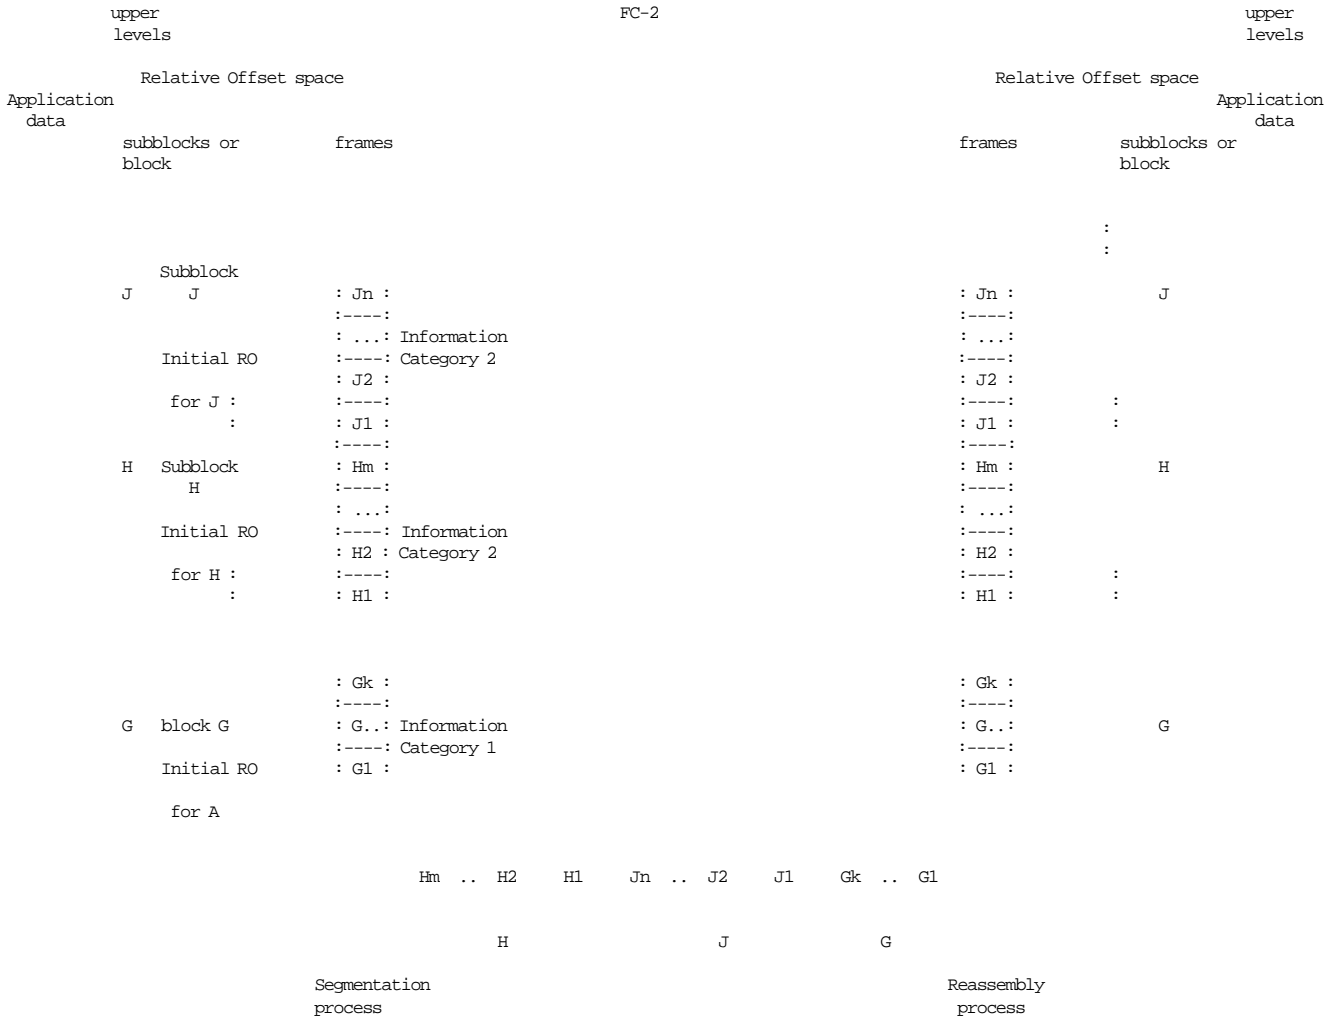 upper FC-2 upper
levels levels
Relative Offset space Relative Offset space
Application Application
data data
subblocks or frames frames subblocks or
block block
:
:
Subblock
J J : Jn : : Jn : J
:----: :----:
: ...: Information : ...:
Initial RO :----: Category 2 :----:
: J2 : : J2 :
for J : :----: :----: :
: : J1 : : J1 : :
:----: :----:
H Subblock : Hm : : Hm : H
H :----: :----:
: ...: : ...:
Initial RO :----: Information :----:
: H2 : Category 2 : H2 :
for H : :----: :----: :
: : H1 : : H1 : :
: Gk : : Gk :
:----: :----:
G block G : G..: Information : G..: G
:----: Category 1 :----:
Initial RO : G1 : : G1 :
for A
Hm .. H2 H1 Jn .. J2 J1 Gk .. G1
H J G
Segmentation Reassembly
process process